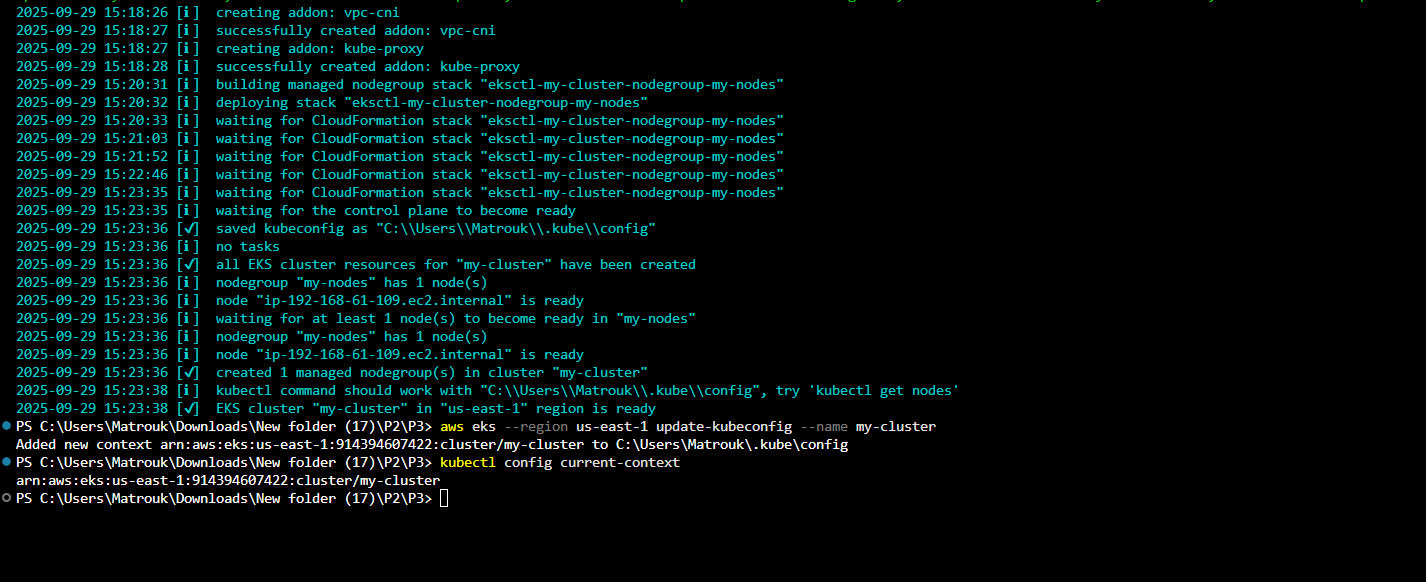 2025-09-29 15:18:26 [ℹ]  creating addon: vpc-cni
2025-09-29 15:18:27 [ℹ]  successfully created addon: vpc-cni
2025-09-29 15:18:27 [ℹ]  creating addon: kube-proxy
2025-09-29 15:18:28 [ℹ]  successfully created addon: kube-proxy
2025-09-29 15:20:31 [ℹ]  building managed nodegroup stack "eksctl-my-cluster-nodegroup-my-nodes"
2025-09-29 15:20:32 [ℹ]  deploying stack "eksctl-my-cluster-nodegroup-my-nodes"
2025-09-29 15:20:33 [ℹ]  waiting for CloudFormation stack "eksctl-my-cluster-nodegroup-my-nodes"
2025-09-29 15:21:03 [ℹ]  waiting for CloudFormation stack "eksctl-my-cluster-nodegroup-my-nodes"
2025-09-29 15:21:52 [ℹ]  waiting for CloudFormation stack "eksctl-my-cluster-nodegroup-my-nodes"
2025-09-29 15:22:46 [ℹ]  waiting for CloudFormation stack "eksctl-my-cluster-nodegroup-my-nodes"
2025-09-29 15:23:35 [ℹ]  waiting for CloudFormation stack "eksctl-my-cluster-nodegroup-my-nodes"
2025-09-29 15:23:35 [ℹ]  waiting for the control plane to become ready
2025-09-29 15:23:36 [✔]  saved kubeconfig as "C:\\Users\\Matrouk\\.kube\\config"
2025-09-29 15:23:36 [ℹ]  no tasks
2025-09-29 15:23:36 [✔]  all EKS cluster resources for "my-cluster" have been created
2025-09-29 15:23:36 [ℹ]  nodegroup "my-nodes" has 1 node(s)
2025-09-29 15:23:36 [ℹ]  node "ip-192-168-61-109.ec2.internal" is ready
2025-09-29 15:23:36 [ℹ]  waiting for at least 1 node(s) to become ready in "my-nodes"
2025-09-29 15:23:36 [ℹ]  nodegroup "my-nodes" has 1 node(s)
2025-09-29 15:23:36 [ℹ]  node "ip-192-168-61-109.ec2.internal" is ready
2025-09-29 15:23:36 [✔]  created 1 managed nodegroup(s) in cluster "my-cluster"
2025-09-29 15:23:38 [ℹ]  kubectl command should work with "C:\\Users\\Matrouk\\.kube\\config", try 'kubectl get nodes'
2025-09-29 15:23:38 [✔]  EKS cluster "my-cluster" in "us-east-1" region is ready
PS C:\Users\Matrouk\Downloads\New folder (17)\P2\P3> aws eks --region us-east-1 update-kubeconfig --name my-cluster
Added new context arn:aws:eks:us-east-1:914394607422:cluster/my-cluster to C:\Users\Matrouk\.kube\config
PS C:\Users\Matrouk\Downloads\New folder (17)\P2\P3> kubectl config current-context
arn:aws:eks:us-east-1:914394607422:cluster/my-cluster
PS C:\Users\Matrouk\Downloads\New folder (17)\P2\P3>